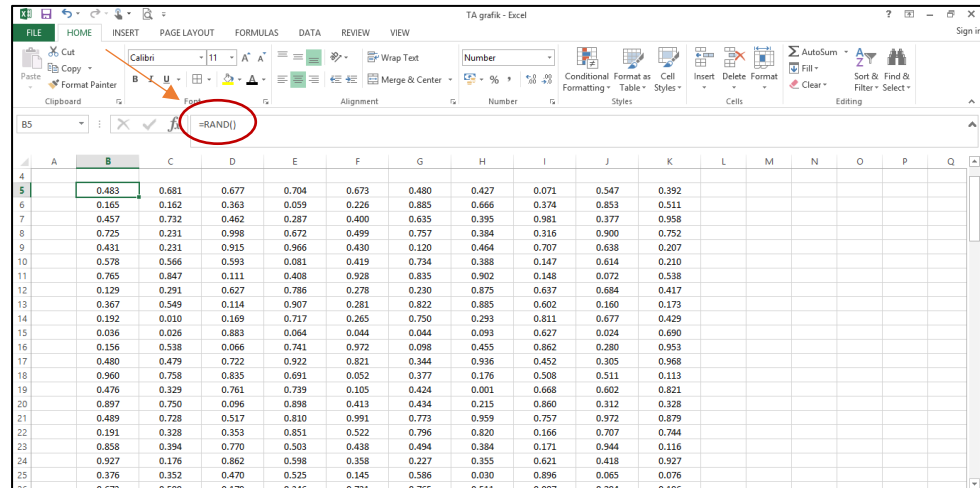 TA grafik - Excel
FILE HOME INSERT PAGE LAYOUT FORMULAS DATA REVIEW VIEW Sign in
Paste
Cut
Copy
Format Painter
Clipboard
Calibri 11
B I U
Font
Wrap Text
Merge & Center
Alignment
Number
% , .0 .00
Number
Conditional Formatting
Format as Table
Cell Styles
Styles
Insert Delete Format
Cells
AutoSum
Fill
Clear
Sort & Filter
Find & Select
Editing
B5 fx =RAND()
A B C D E F G H I J K L M N O P Q
4
5 0.483 0.681 0.677 0.704 0.673 0.480 0.427 0.071 0.547 0.392
6 0.165 0.162 0.363 0.059 0.226 0.885 0.666 0.374 0.853 0.511
7 0.457 0.732 0.462 0.287 0.400 0.635 0.395 0.981 0.377 0.958
8 0.725 0.231 0.998 0.672 0.499 0.757 0.384 0.316 0.900 0.752
9 0.431 0.231 0.915 0.966 0.430 0.120 0.464 0.707 0.638 0.207
10 0.578 0.566 0.593 0.081 0.419 0.734 0.388 0.147 0.614 0.210
11 0.765 0.847 0.111 0.408 0.928 0.835 0.902 0.148 0.072 0.538
12 0.129 0.291 0.627 0.786 0.278 0.230 0.875 0.637 0.684 0.417
13 0.367 0.549 0.114 0.907 0.281 0.822 0.885 0.602 0.160 0.173
14 0.192 0.010 0.169 0.717 0.265 0.750 0.293 0.811 0.677 0.429
15 0.036 0.026 0.883 0.064 0.044 0.044 0.093 0.627 0.024 0.690
16 0.156 0.538 0.066 0.741 0.972 0.098 0.455 0.862 0.280 0.953
17 0.480 0.479 0.722 0.922 0.821 0.344 0.936 0.452 0.305 0.968
18 0.960 0.758 0.835 0.691 0.052 0.377 0.176 0.508 0.511 0.113
19 0.476 0.329 0.761 0.739 0.105 0.424 0.001 0.668 0.602 0.821
20 0.897 0.750 0.096 0.898 0.413 0.434 0.215 0.860 0.312 0.328
21 0.489 0.728 0.517 0.810 0.991 0.773 0.959 0.757 0.972 0.879
22 0.191 0.328 0.353 0.851 0.522 0.796 0.820 0.166 0.707 0.744
23 0.858 0.394 0.770 0.503 0.438 0.494 0.384 0.171 0.944 0.116
24 0.927 0.176 0.862 0.598 0.358 0.227 0.355 0.621 0.418 0.927
25 0.376 0.352 0.470 0.525 0.145 0.586 0.030 0.896 0.065 0.076